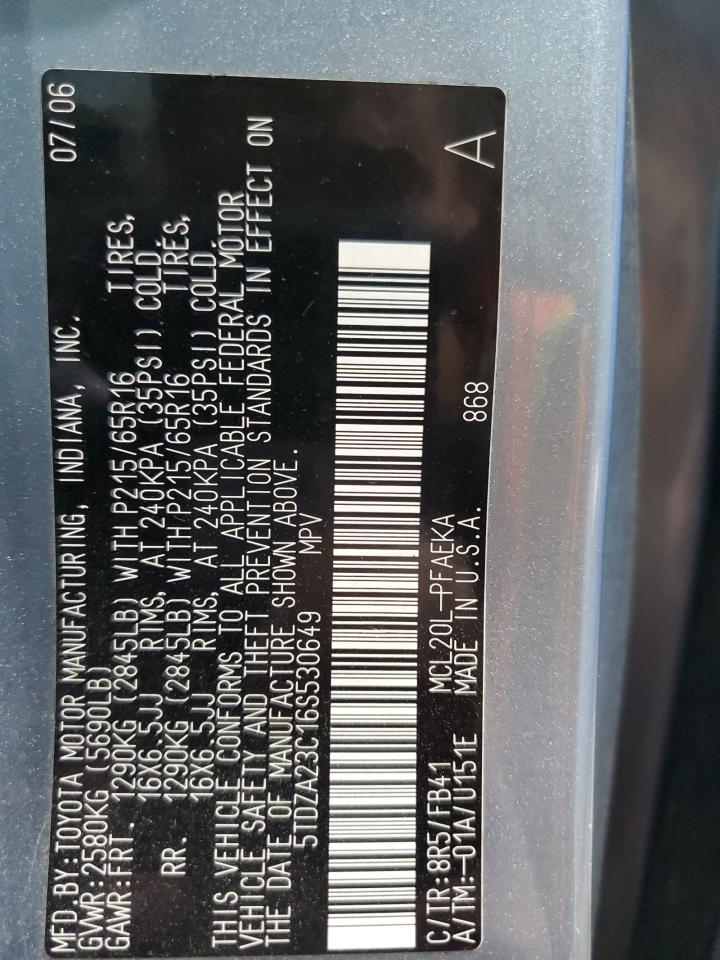 MFD.BY:TOYOTA MOTOR MANUFACTURING, INDIANA, INC. 07/06
GVWR:2580KG (5690LB)
GAWR:FRT. 1290KG (2845LB) WITH P215/65R16 TIRES,
16X6.5JJ RIMS, AT 240KPA (35PSI) COLD.
RR. 1290KG (2845LB) WITH P215/65R16 TIRES,
16X6.5JJ RIMS, AT 240KPA (35PSI) COLD.
THIS VEHICLE CONFORMS TO ALL APPLICABLE FEDERAL MOTOR
VEHICLE SAFETY AND THEFT PREVENTION STANDARDS IN EFFECT ON
THE DATE OF MANUFACTURE SHOWN ABOVE.
5TDZA23C16S530649 MPV
C/TR:8R5/FB41 MCL20L-PFAEKA 868 A
A/TM:-01A/U151E MADE IN U.S.A.